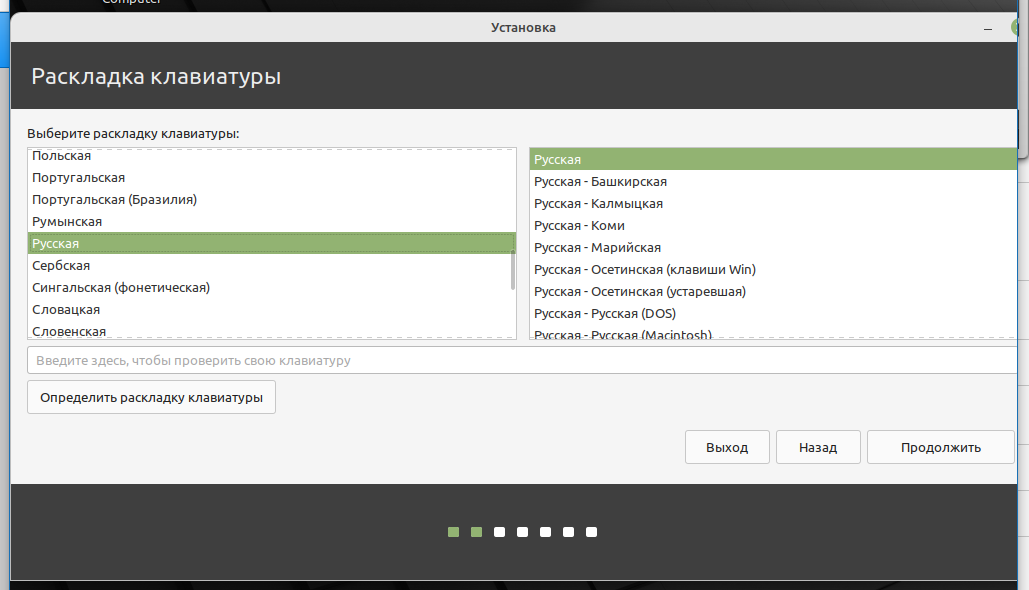 Computer
Установка
Раскладка клавиатуры
Выберите раскладку клавиатуры:
Польская
Португальская
Португальская (Бразилия)
Румынская
Русская
Сербская
Сингальская (фонетическая)
Словацкая
Словенская
Русская
Русская - Башкирская
Русская - Калмыцкая
Русская - Коми
Русская - Марийская
Русская - Осетинская (клавиши Win)
Русская - Осетинская (устаревшая)
Русская - Русская (DOS)
Русская - Русская (Macintosh)
Введите здесь, чтобы проверить свою клавиатуру
Определить раскладку клавиатуры
Выход
Назад
Продолжить